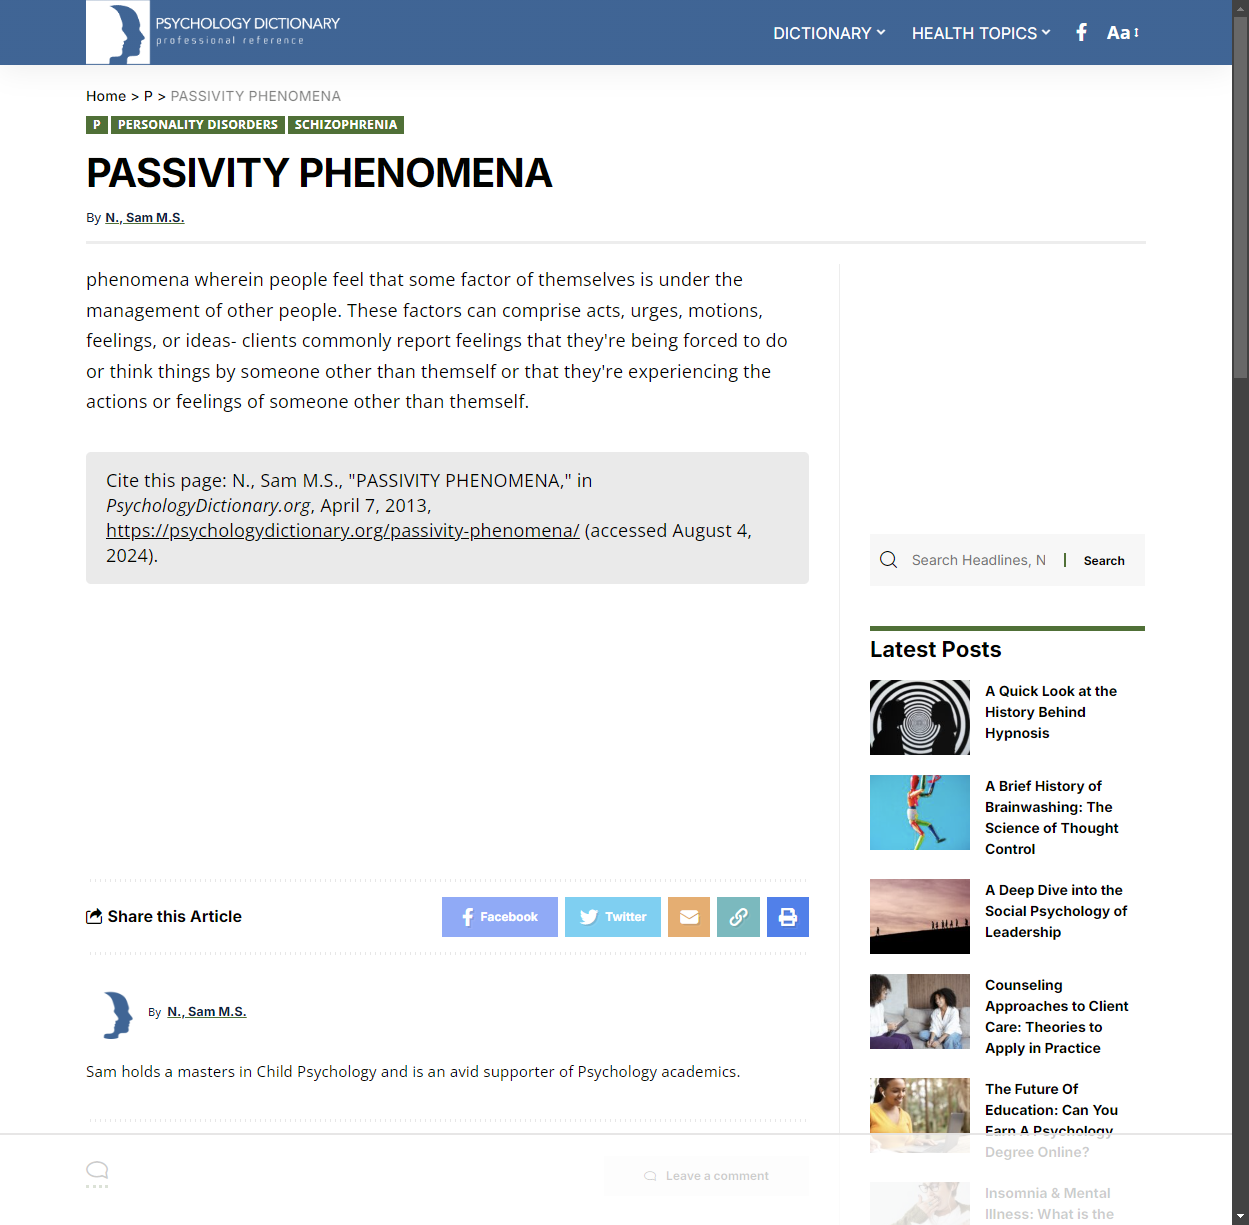 PSYCHOLOGY DICTIONARY
professional reference
DICTIONARY
HEALTH TOPICS
Aa
Home > P > PASSIVITY PHENOMENA
P
PERSONALITY DISORDERS
SCHIZOPHRENIA
PASSIVITY PHENOMENA
By N., Sam M.S.
phenomena wherein people feel that some factor of themselves is under the
management of other people. These factors can comprise acts, urges, motions,
feelings, or ideas- clients commonly report feelings that they're being forced to do
or think things by someone other than themself or that they're experiencing the
actions or feelings of someone other than themself.
Cite this page: N., Sam M.S., "PASSIVITY PHENOMENA," in
PsychologyDictionary.org, April 7, 2013,
https://psychologydictionary.org/passivity-phenomena/ (accessed August 4,
2024).
Share this Article
Facebook
Twitter
By N., Sam M.S.
Sam holds a masters in Child Psychology and is an avid supporter of Psychology academics.
Leave a comment
Search Headlines, N
Search
Latest Posts
A Quick Look at the
History Behind
Hypnosis
A Brief History of
Brainwashing: The
Science of Thought
Control
A Deep Dive into the
Social Psychology of
Leadership
Counseling
Approaches to Client
Care: Theories to
Apply in Practice
The Future Of
Education: Can You
Earn A Psychology
Degree Online?
Insomnia & Mental
Illness: What is the